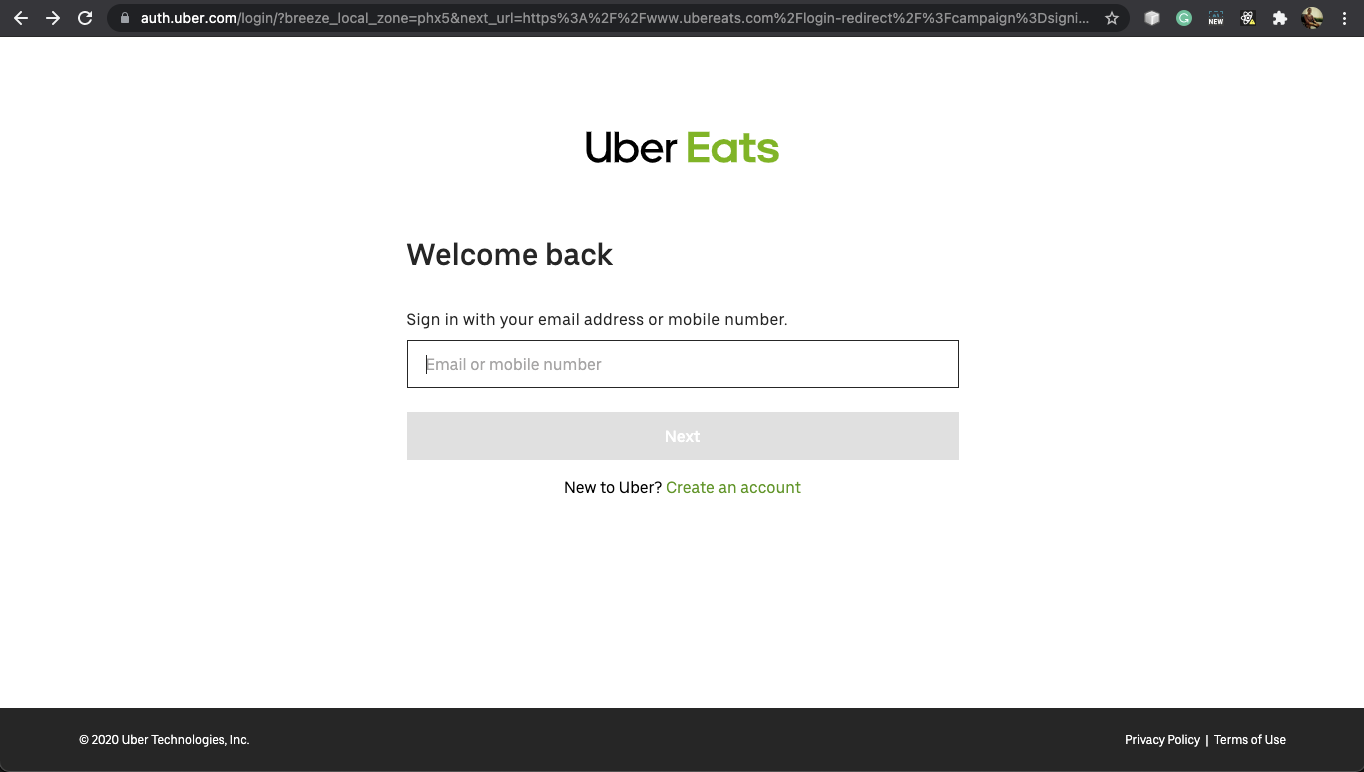 auth.uber.com/login/?breeze_local_zone=phx5&next_url=https%3A%2F%2Fwww.ubereats.com%2Flogin-redirect%2F%3Fcampaign%3Dsigni...
NEW
Uber Eats
Welcome back
Sign in with your email address or mobile number.
Email or mobile number
Next
New to Uber? Create an account
© 2020 Uber Technologies, Inc.
Privacy Policy | Terms of Use